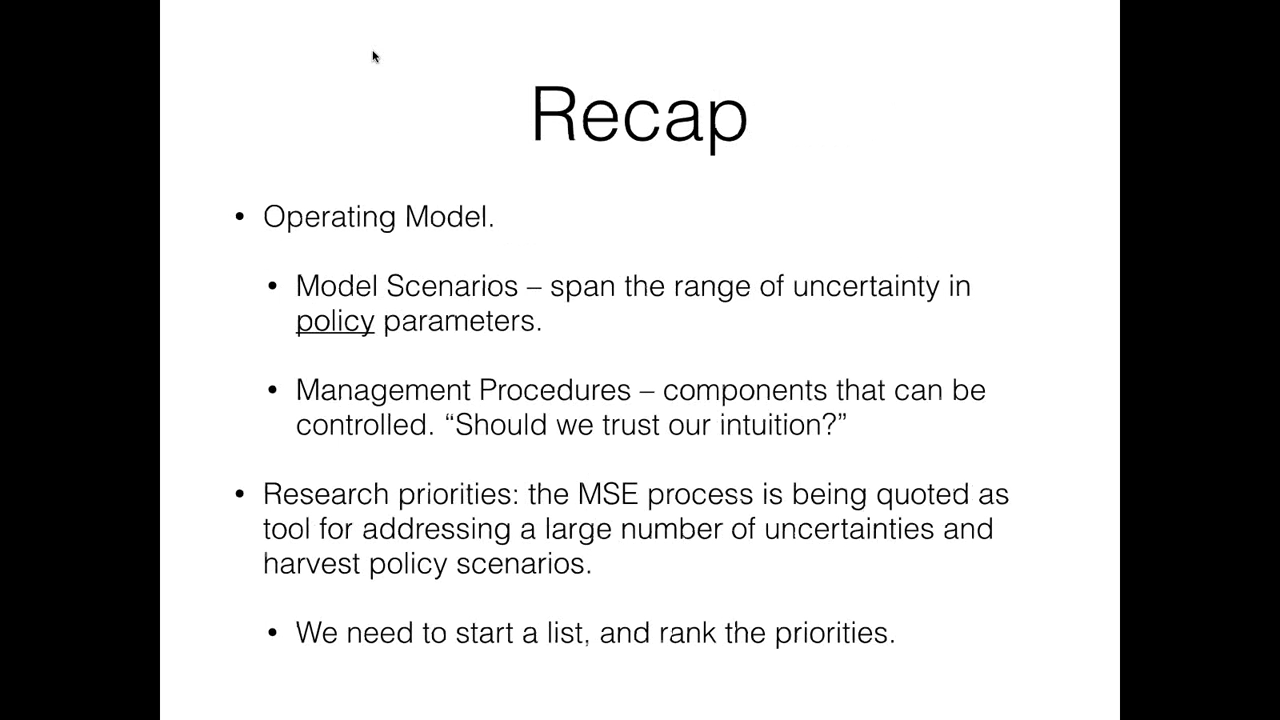 Recap
• Operating Model.
• Model Scenarios – span the range of uncertainty in
policy parameters.
• Management Procedures – components that can be
controlled. “Should we trust our intuition?”
• Research priorities: the MSE process is being quoted as
tool for addressing a large number of uncertainties and
harvest policy scenarios.
• We need to start a list, and rank the priorities.